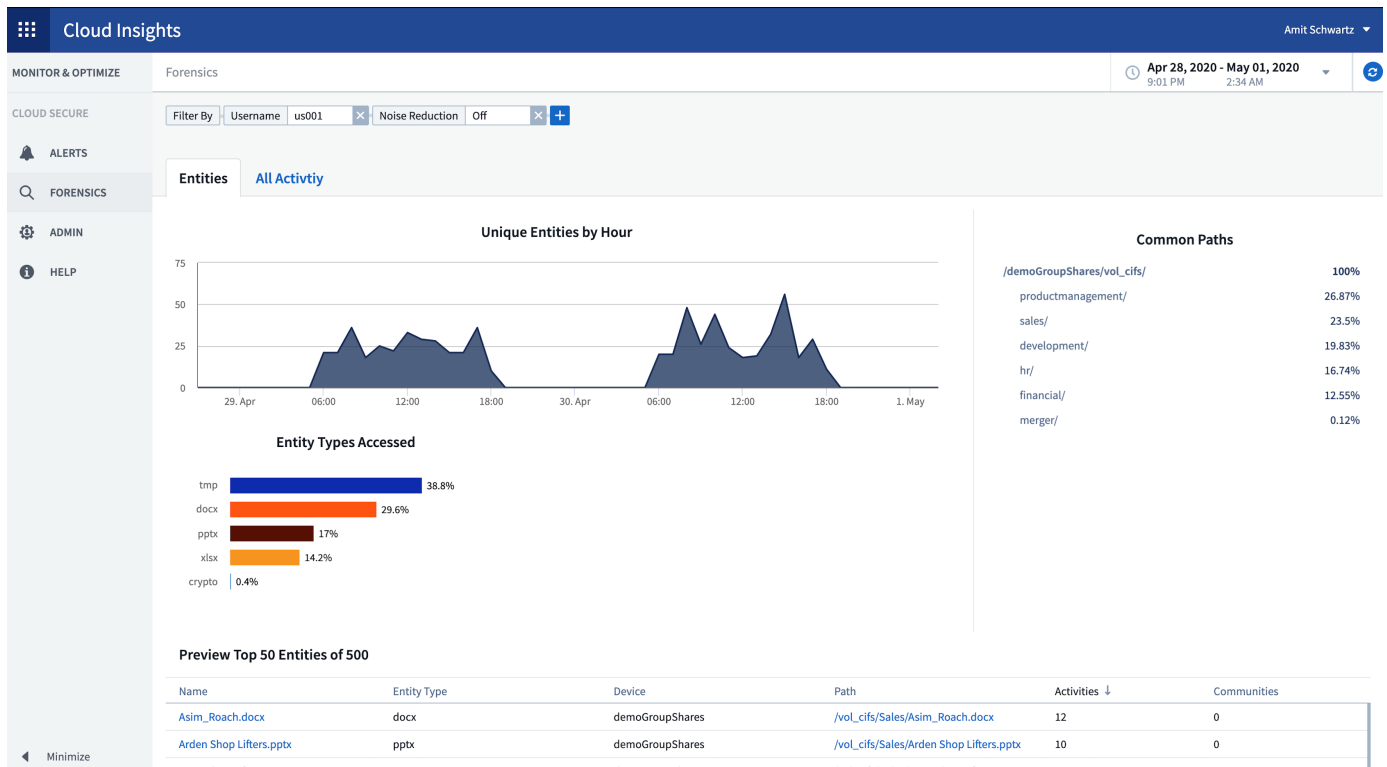 Cloud Insights
Amit Schwartz
MONITOR & OPTIMIZE
Forensics
Apr 28, 2020 - May 01, 2020
9:01 PM 2:34 AM
CLOUD SECURE
ALERTS
FORENSICS
ADMIN
HELP
Minimize
Filter By Username us001 Noise Reduction Off
Entities All Activtiy
Unique Entities by Hour
75
50
25
0
29. Apr 06:00 12:00 18:00 30. Apr 06:00 12:00 18:00 1. May
Common Paths
/demoGroupShares/vol_cifs/ 100%
productmanagement/ 26.87%
sales/ 23.5%
development/ 19.83%
hr/ 16.74%
financial/ 12.55%
merger/ 0.12%
Entity Types Accessed
tmp 38.8%
docx 29.6%
pptx 17%
xlsx 14.2%
crypto 0.4%
Preview Top 50 Entities of 500
Name Entity Type Device Path Activities ↓ Communities
Asim_Roach.docx docx demoGroupShares /vol_cifs/Sales/Asim_Roach.docx 12 0
Arden Shop Lifters.pptx pptx demoGroupShares /vol_cifs/Sales/Arden Shop Lifters.pptx 10 0